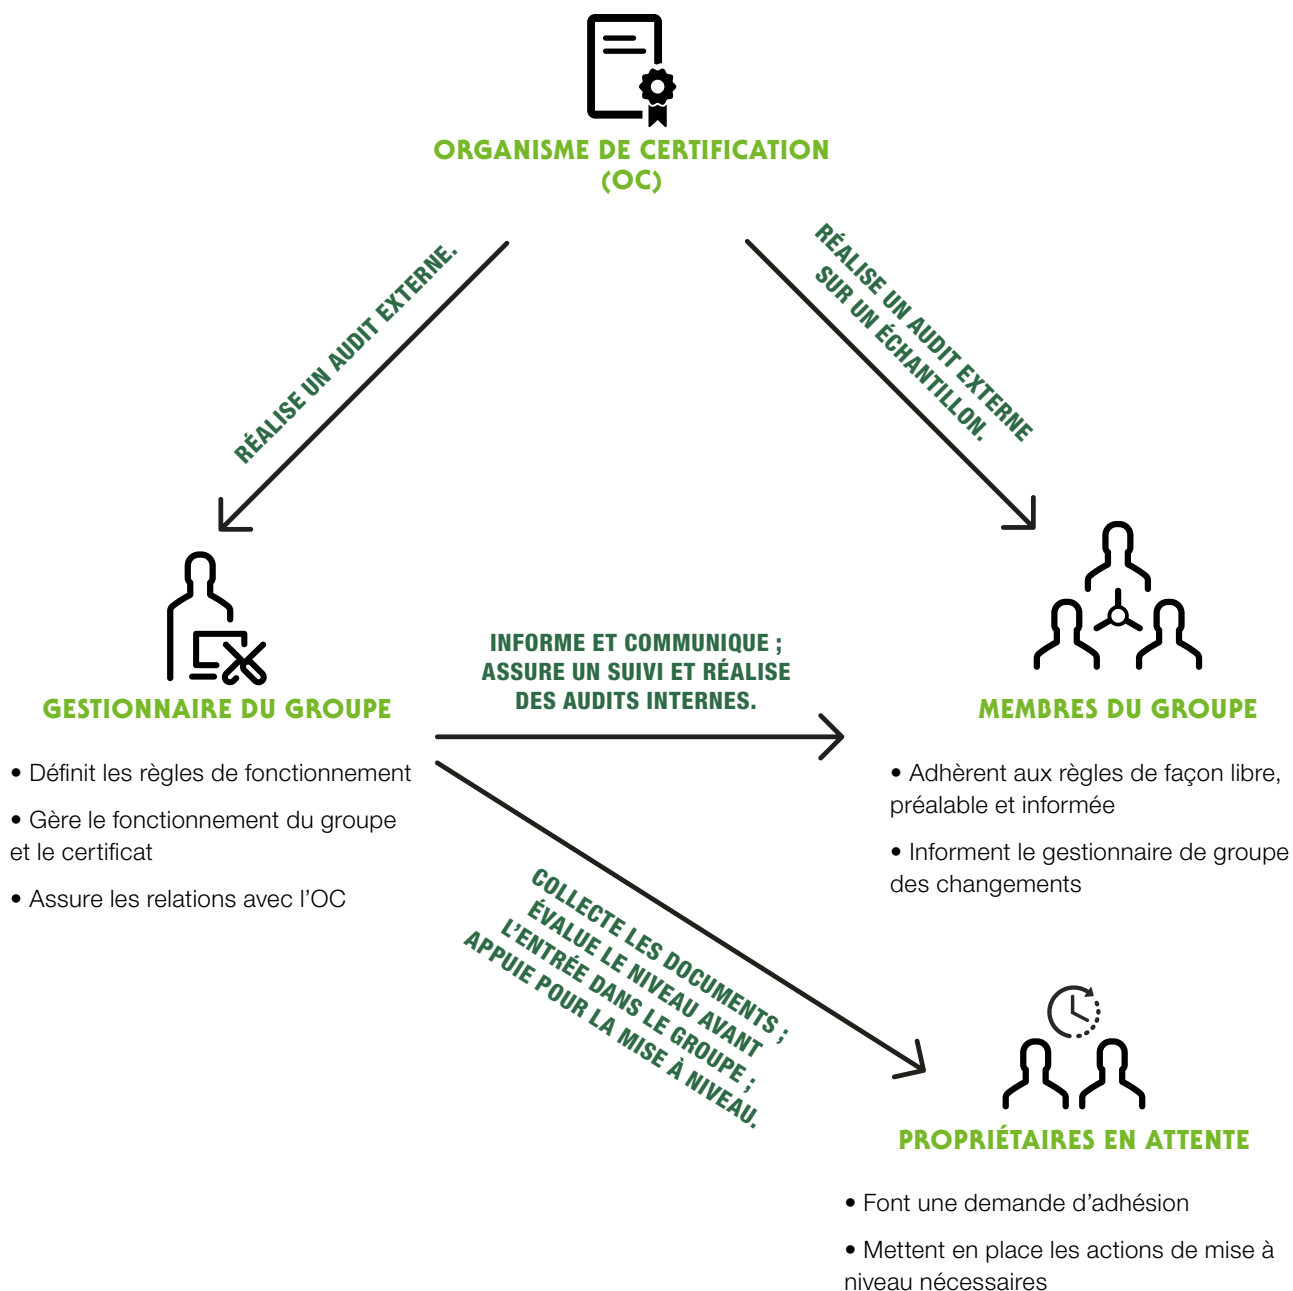 ORGANISME DE CERTIFICATION
(OC)
RÉALISE UN AUDIT EXTERNE.
RÉALISE UN AUDIT EXTERNE
SUR UN ÉCHANTILLON.
INFORME ET COMMUNIQUE ;
ASSURE UN SUIVI ET RÉALISE
DES AUDITS INTERNES.
GESTIONNAIRE DU GROUPE
• Définit les règles de fonctionnement
• Gère le fonctionnement du groupe
et le certificat
• Assure les relations avec l’OC
MEMBRES DU GROUPE
• Adhèrent aux règles de façon libre,
préalable et informée
• Informent le gestionnaire de groupe
des changements
COLLECTE LES DOCUMENTS ;
ÉVALUE LE NIVEAU AVANT
L’ENTRÉE DANS LE GROUPE ;
APPUIE POUR LA MISE À NIVEAU.
PROPRIÉTAIRES EN ATTENTE
• Font une demande d’adhésion
• Mettent en place les actions de mise à
niveau nécessaires